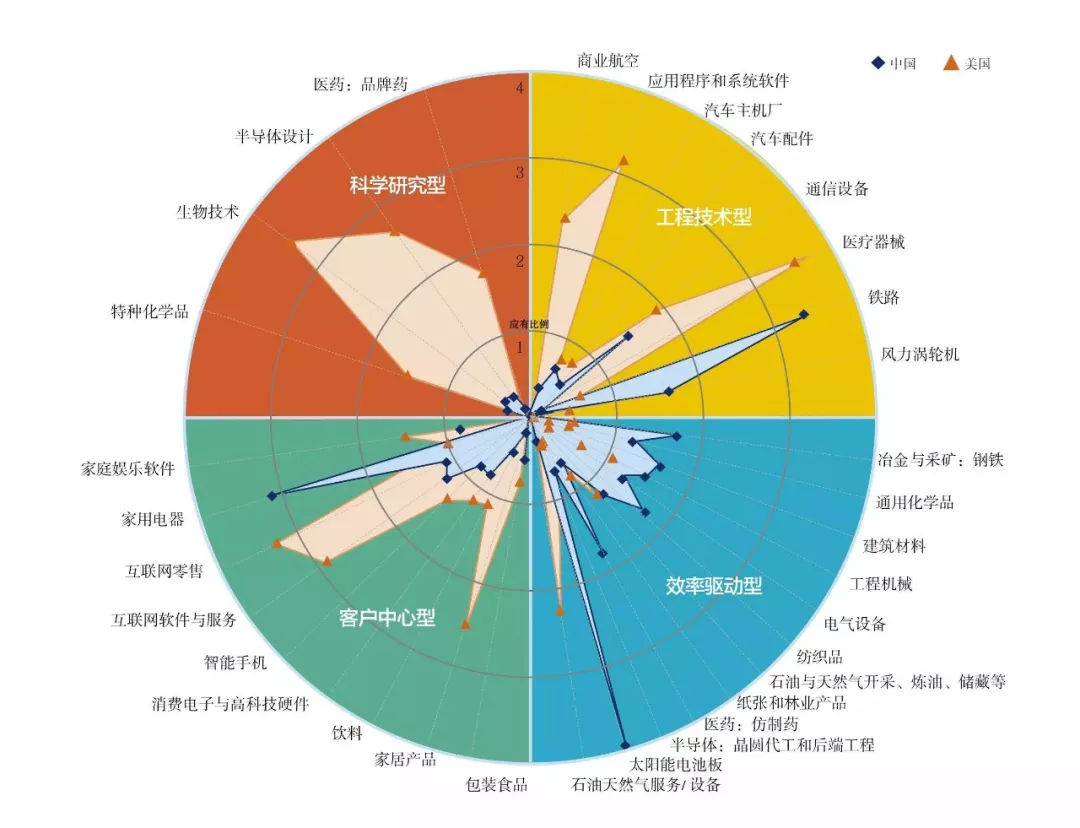 中国
美国
商业航空
应用程序和系统软件
汽车主机厂
汽车配件
通信设备
医疗器械
铁路
风力涡轮机
工程技术型
医药：品牌药
半导体设计
生物技术
特种化学品
科学研究型
4
3
2
应有比例
1
家庭娱乐软件
家用电器
互联网零售
互联网软件与服务
智能手机
消费电子与高科技硬件
饮料
家居产品
包装食品
客户中心型
冶金与采矿：钢铁
通用化学品
建筑材料
工程机械
电气设备
纺织品
石油与天然气开采、炼油、储藏等
纸张和林业产品
医药：仿制药
半导体：晶圆代工和后端工程
太阳能电池板
石油天然气服务/设备
效率驱动型